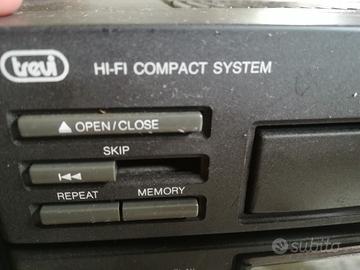 trevi HI-FI COMPACT SYSTEM
▲ OPEN/CLOSE
SKIP
⏮
REPEAT MEMORY
subito